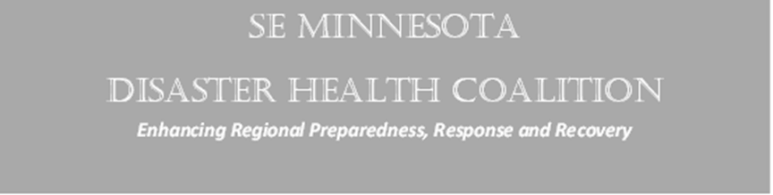 SE MINNESOTA
DISASTER HEALTH COALITION
Enhancing Regional Preparedness, Response and Recovery